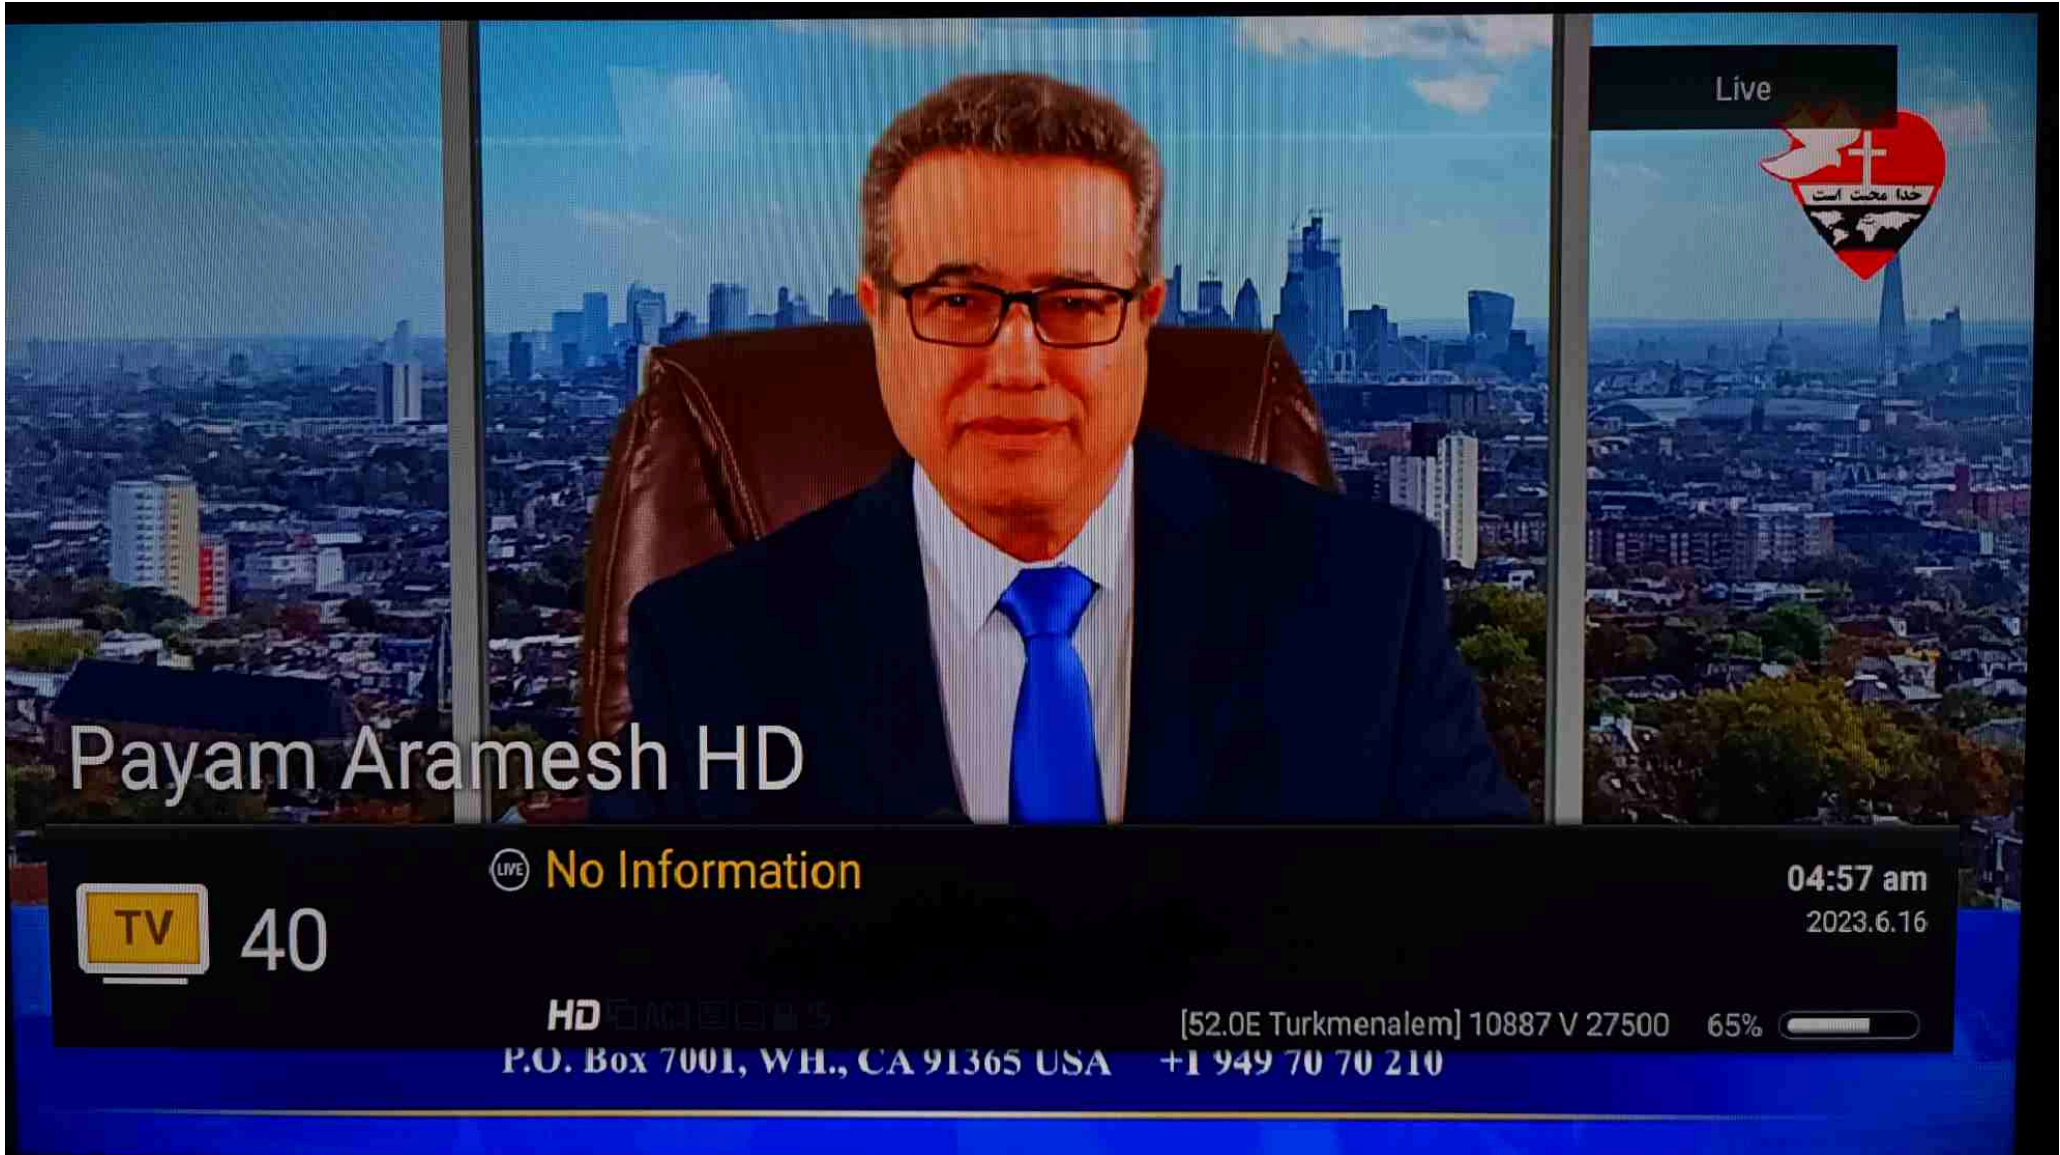 Live
خدا محبت است
Payam Aramesh HD
LIVE No Information
04:57 am
2023.6.16
TV 40
HD
[52.0E Turkmenalem] 10887 V 27500 65%
P.O. Box 7001, WH., CA 91365 USA +1 949 70 70 210